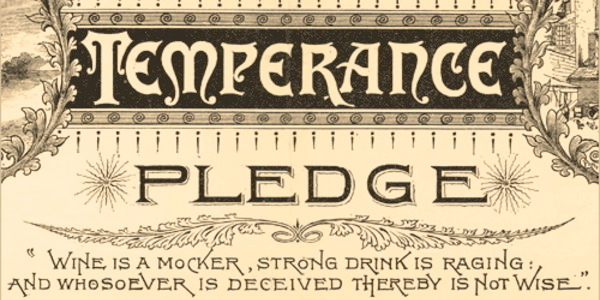 TEMPERANCE
PLEDGE
"WINE IS A MOCKER, STRONG DRINK IS RAGING:
AND WHOSOEVER IS DECEIVED THEREBY IS NOT WISE".